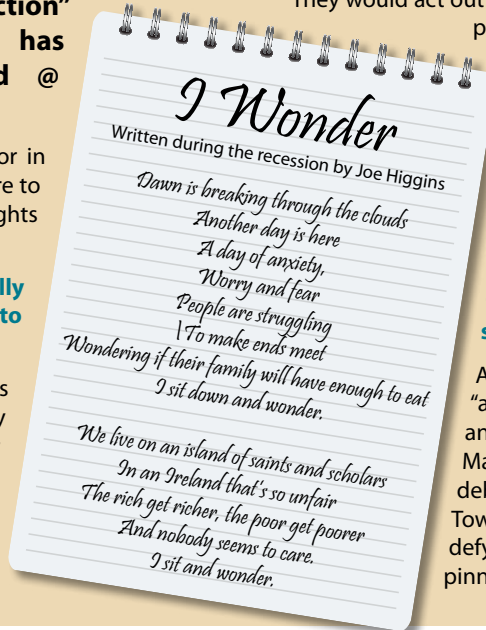 ction”
has
d @
or in
re to
ghts
lly
to
s
y
They would act out
p
I Wonder
Written during the recession by Joe Higgins
Dawn is breaking through the clouds
Another day is here
A day of anxiety,
Worry and fear
People are struggling
\To make ends meet
Wondering if their family will have enough to eat
I sit down and wonder.
We live on an island of saints and scholars
In an Ireland that's so unfair
The rich get richer, the poor get poorer
And nobody seems to care.
I sit and wonder.
s
A
“a
an
Ma
del
Tow
defy
pinn